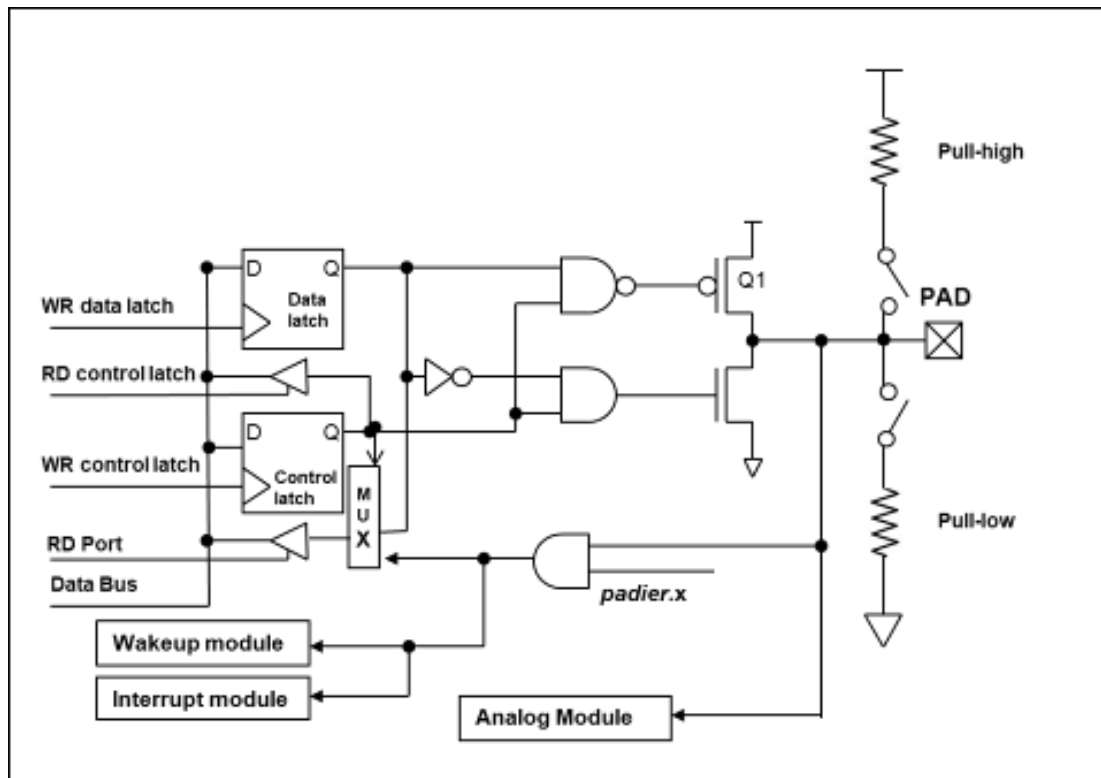 Pull-high
D
Q
Data
latch
Q1
PAD
WR data latch
RD control latch
D
Q
WR control latch
Control
latch
M
U
X
Pull-low
RD Port
Data Bus
padier.x
Wakeup module
Interrupt module
Analog Module